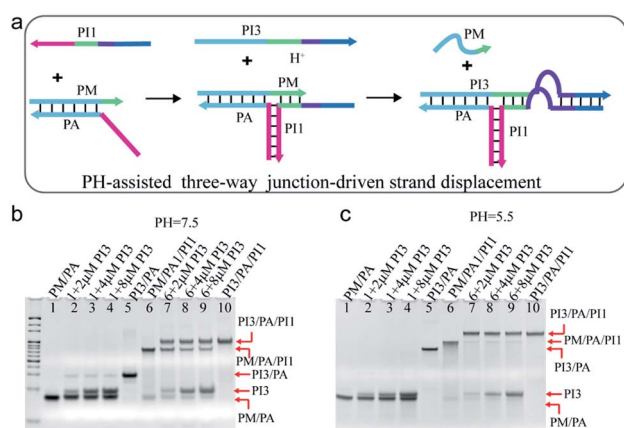 a
PI1
PI3
H+
PM
+
+
+
PM
PM
PI3
PA
PA
PI1
PA
PI1
PH-assisted three-way junction-driven strand displacement
b
PH=7.5
c
PH=5.5
PM/PA
1+2μM PI3
1+4μM PI3
1+8μM PI3
PI3/PA
PM/PA1/PI1
6+2μM PI3
6+4μM PI3
6+8μM PI3
PI3/PA/PI1
1 2 3 4 5 6 7 8 9 10
PI3/PA/PI1
PM/PA/PI1
PI3/PA
PI3
PM/PA
PM/PA
1+2μM PI3
1+4μM PI3
1+8μM PI3
PI3/PA
PM/PA1/PI1
6+2μM PI3
6+4μM PI3
6+8μM PI3
PI3/PA/PI1
1 2 3 4 5 6 7 8 9 10
PI3/PA/PI1
PM/PA/PI1
PI3/PA
PI3
PM/PA